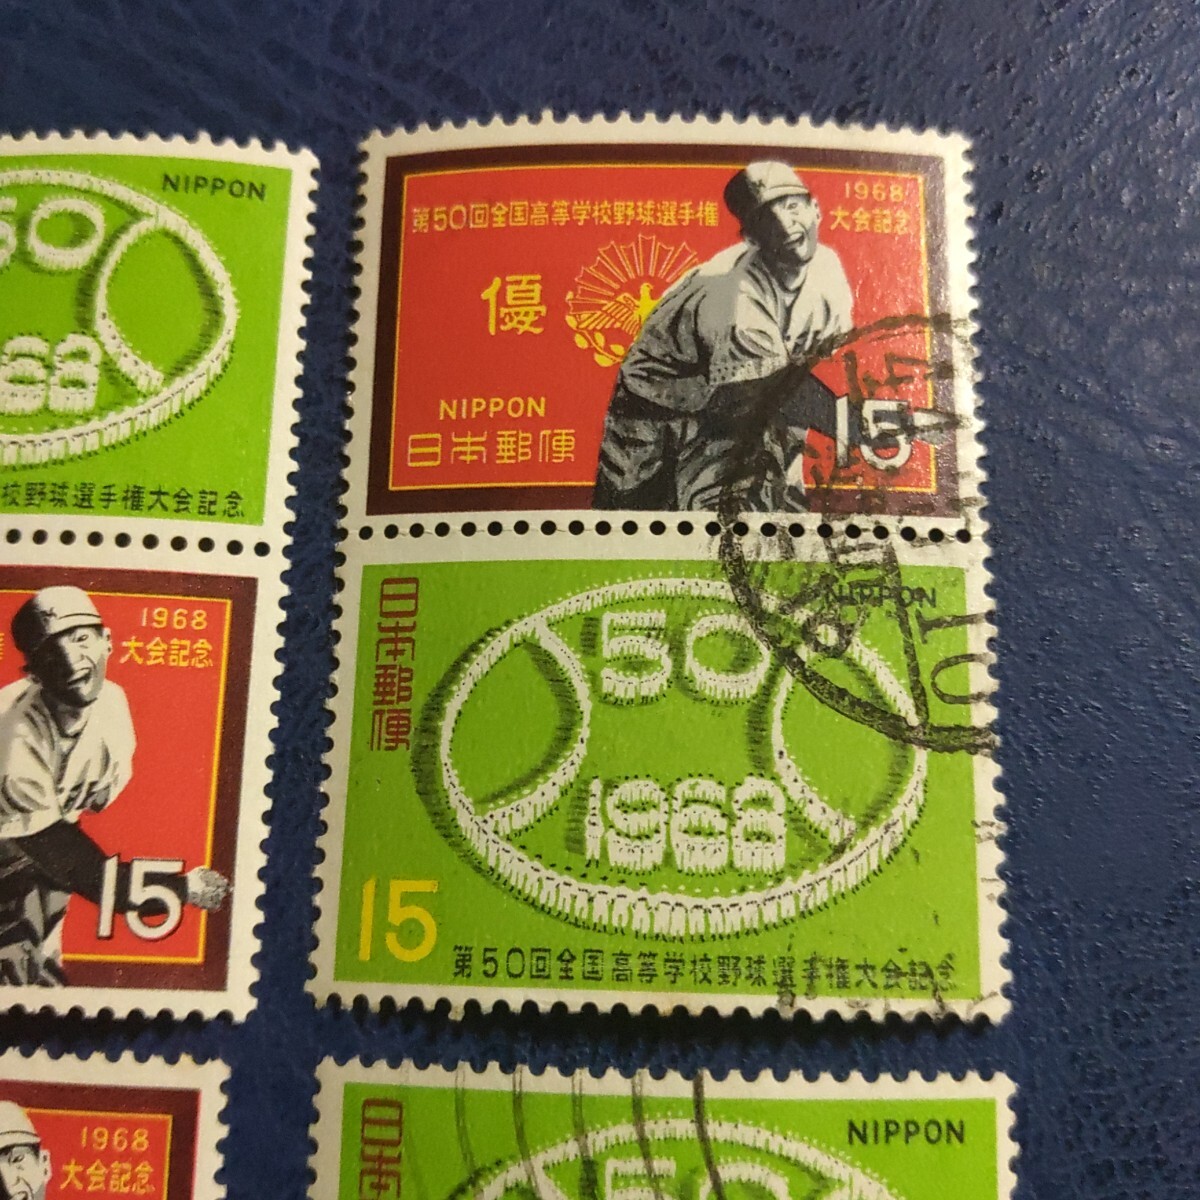 NIPPON
50
68
校野球選手権大会記念
1968
大会記念
15
1968
大会記念
第50回全国高等学校野球選手権
1968
大会記念
優
NIPPON
日本郵便
15
日本郵便
NIPPON
50
1968
15
第50回全国高等学校野球選手権大会記念
NIPPON